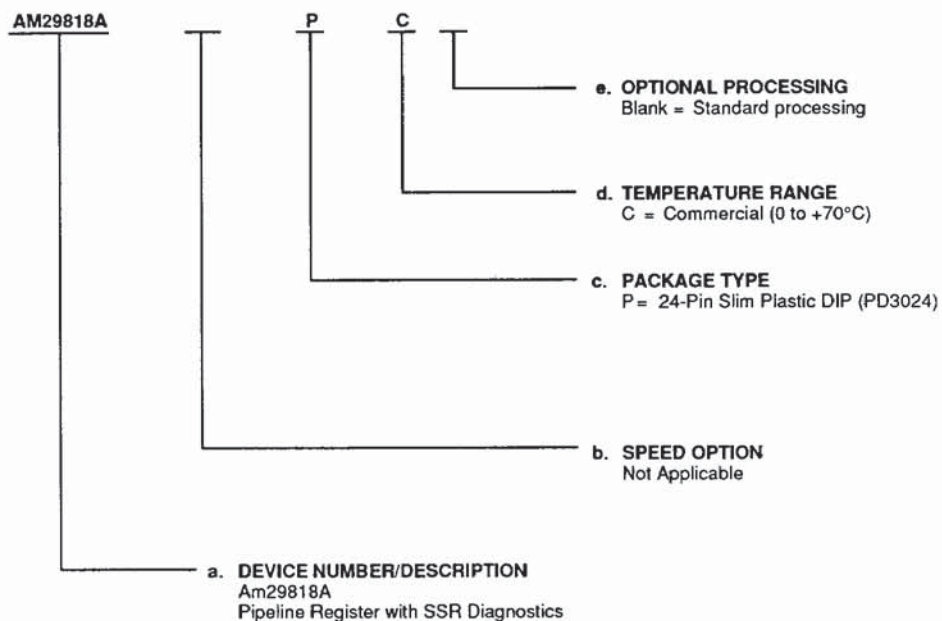 AM29818A P C
e. OPTIONAL PROCESSING
Blank = Standard processing
d. TEMPERATURE RANGE
C = Commercial (0 to +70°C)
c. PACKAGE TYPE
P = 24-Pin Slim Plastic DIP (PD3024)
b. SPEED OPTION
Not Applicable
a. DEVICE NUMBER/DESCRIPTION
Am29818A
Pipeline Register with SSR Diagnostics